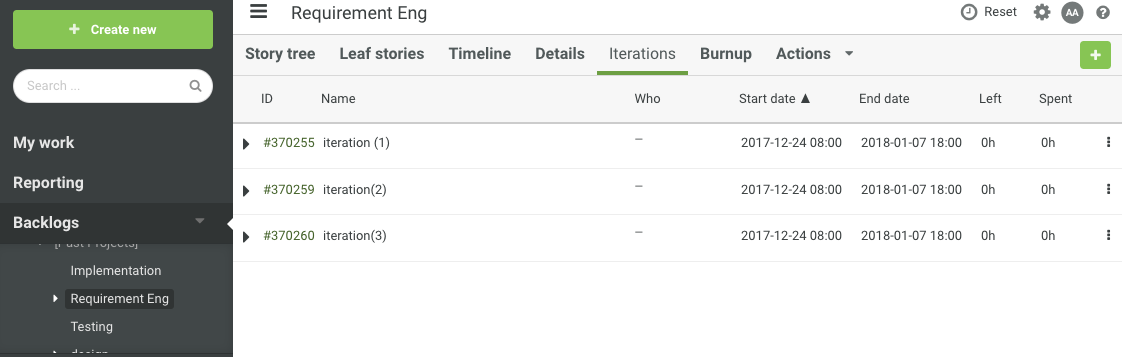 Create new
Search ...
My work
Reporting
Backlogs
[Past Projects]
Implementation
Requirement Eng
Testing
design
Requirement Eng
Reset
AA
?
Story tree Leaf stories Timeline Details Iterations Burnup Actions
+
ID Name Who Start date ▲ End date Left Spent
#370255 iteration (1) – 2017-12-24 08:00 2018-01-07 18:00 0h 0h
#370259 iteration(2) – 2017-12-24 08:00 2018-01-07 18:00 0h 0h
#370260 iteration(3) – 2017-12-24 08:00 2018-01-07 18:00 0h 0h